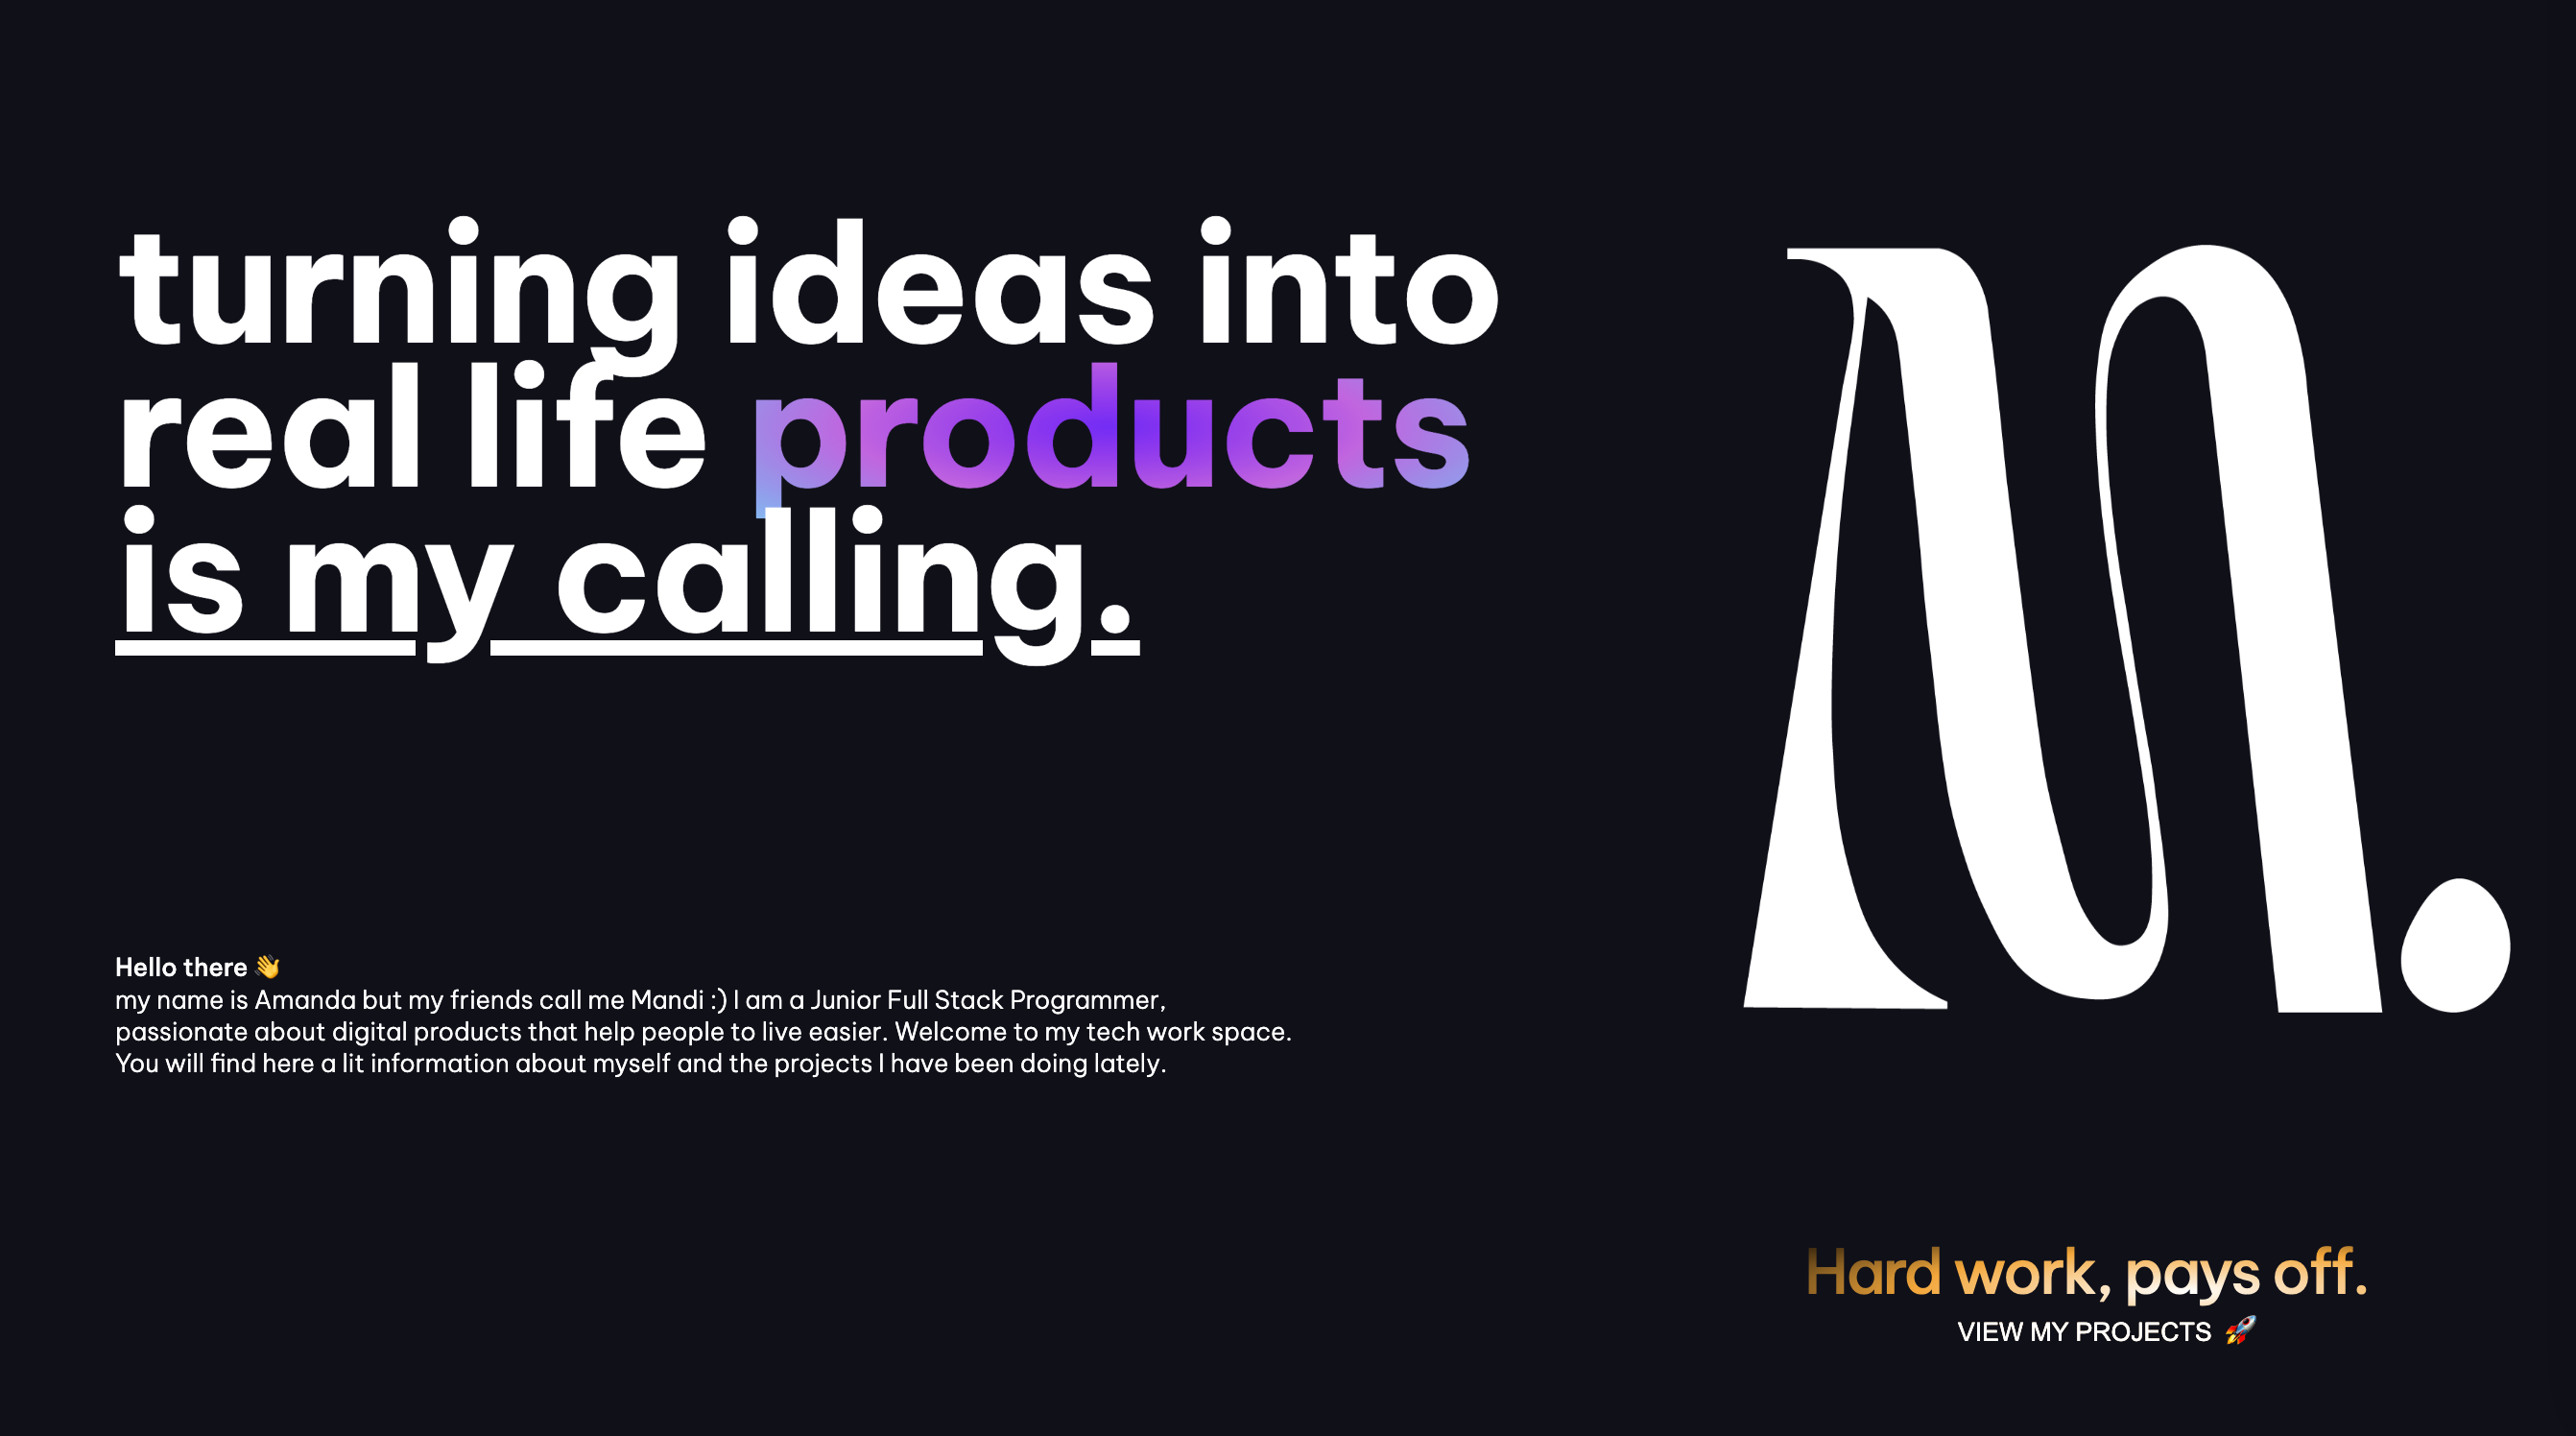 turning ideas into
real life products
is my calling.
M.
Hello there 👋
my name is Amanda but my friends call me Mandi :) I am a Junior Full Stack Programmer,
passionate about digital products that help people to live easier. Welcome to my tech work space.
You will find here a lit information about myself and the projects I have been doing lately.
Hard work, pays off.
VIEW MY PROJECTS 🚀